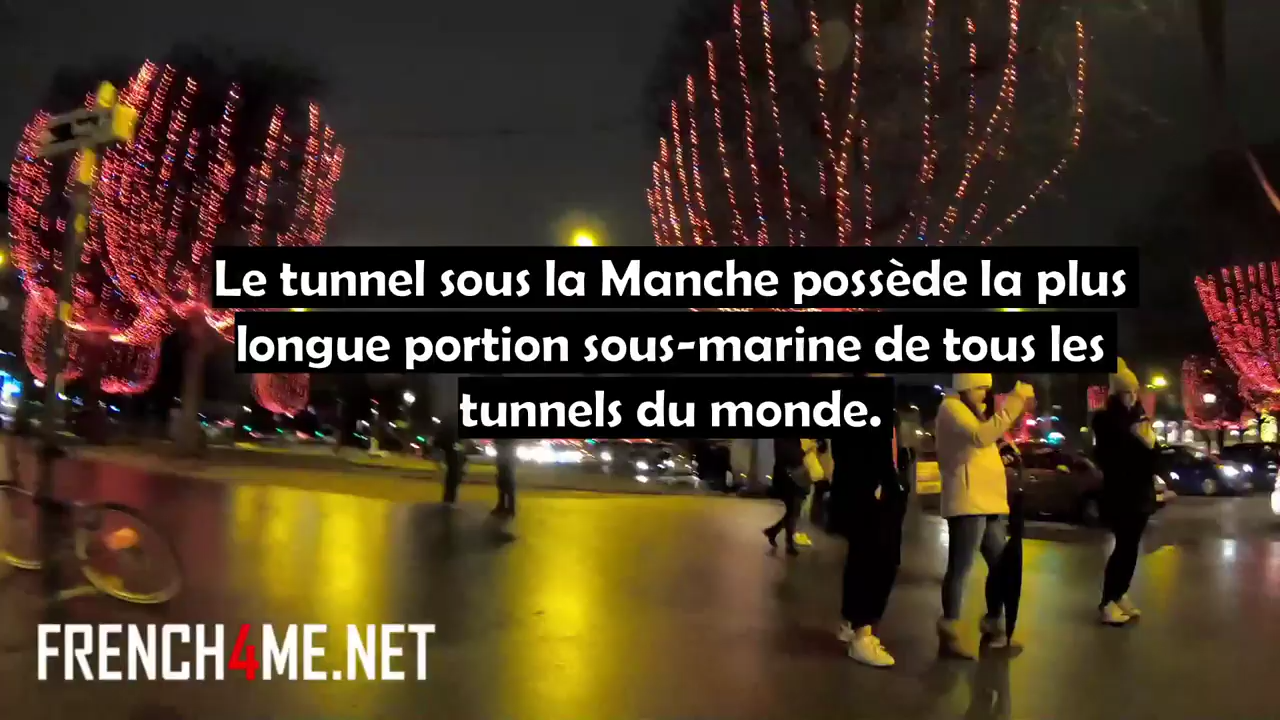 Le tunnel sous la Manche possède la plus
longue portion sous-marine de tous les
tunnels du monde.
FRENCH4ME.NET